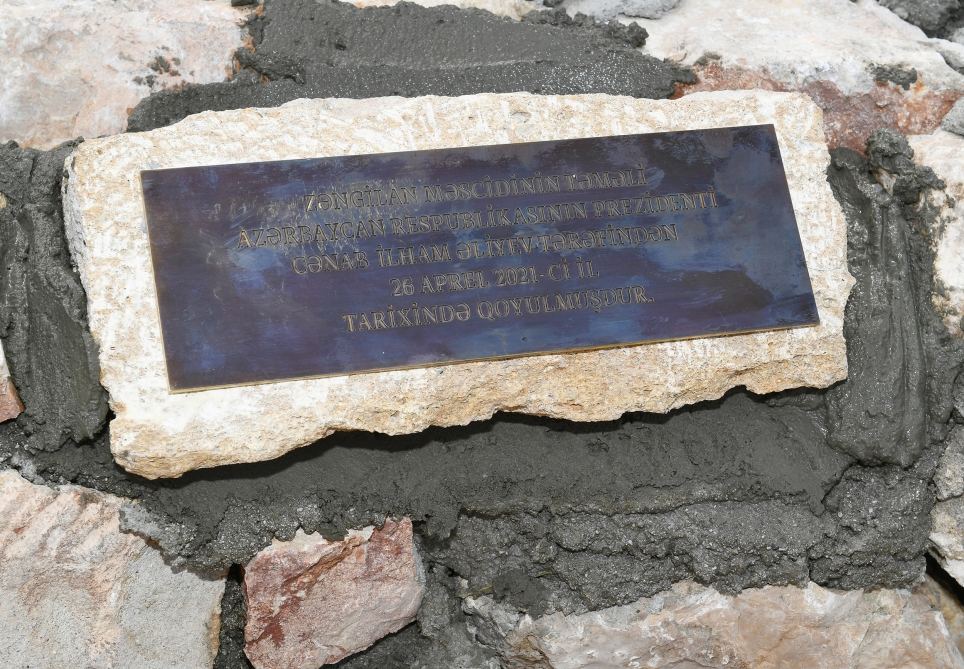 ZƏNGİLAN MƏSCİDİNİN TƏMƏLİ
AZƏRBAYCAN RESPUBLİKASININ PREZİDENTİ
CƏNAB İLHAM ƏLİYEV TƏRƏFİNDƏN
26 APREL 2021-Cİ İL
TARİXİNDƏ QOYULMUŞDUR.